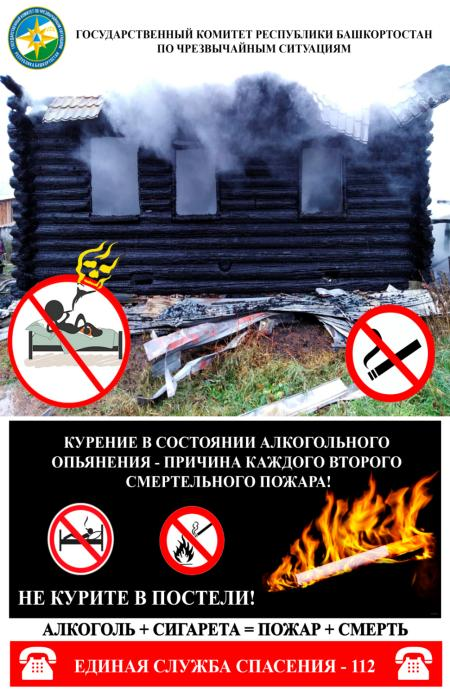 ГОСУДАРСТВЕННЫЙ КОМИТЕТ РЕСПУБЛИКИ БАШКОРТОСТАН
ПО ЧРЕЗВЫЧАЙНЫМ СИТУАЦИЯМ
КУРЕНИЕ В СОСТОЯНИИ АЛКОГОЛЬНОГО
ОПЬЯНЕНИЯ - ПРИЧИНА КАЖДОГО ВТОРОГО
СМЕРТЕЛЬНОГО ПОЖАРА!
НЕ КУРИТЕ В ПОСТЕЛИ!
АЛКОГОЛЬ + СИГАРЕТА = ПОЖАР + СМЕРТЬ
ЕДИНАЯ СЛУЖБА СПАСЕНИЯ - 112